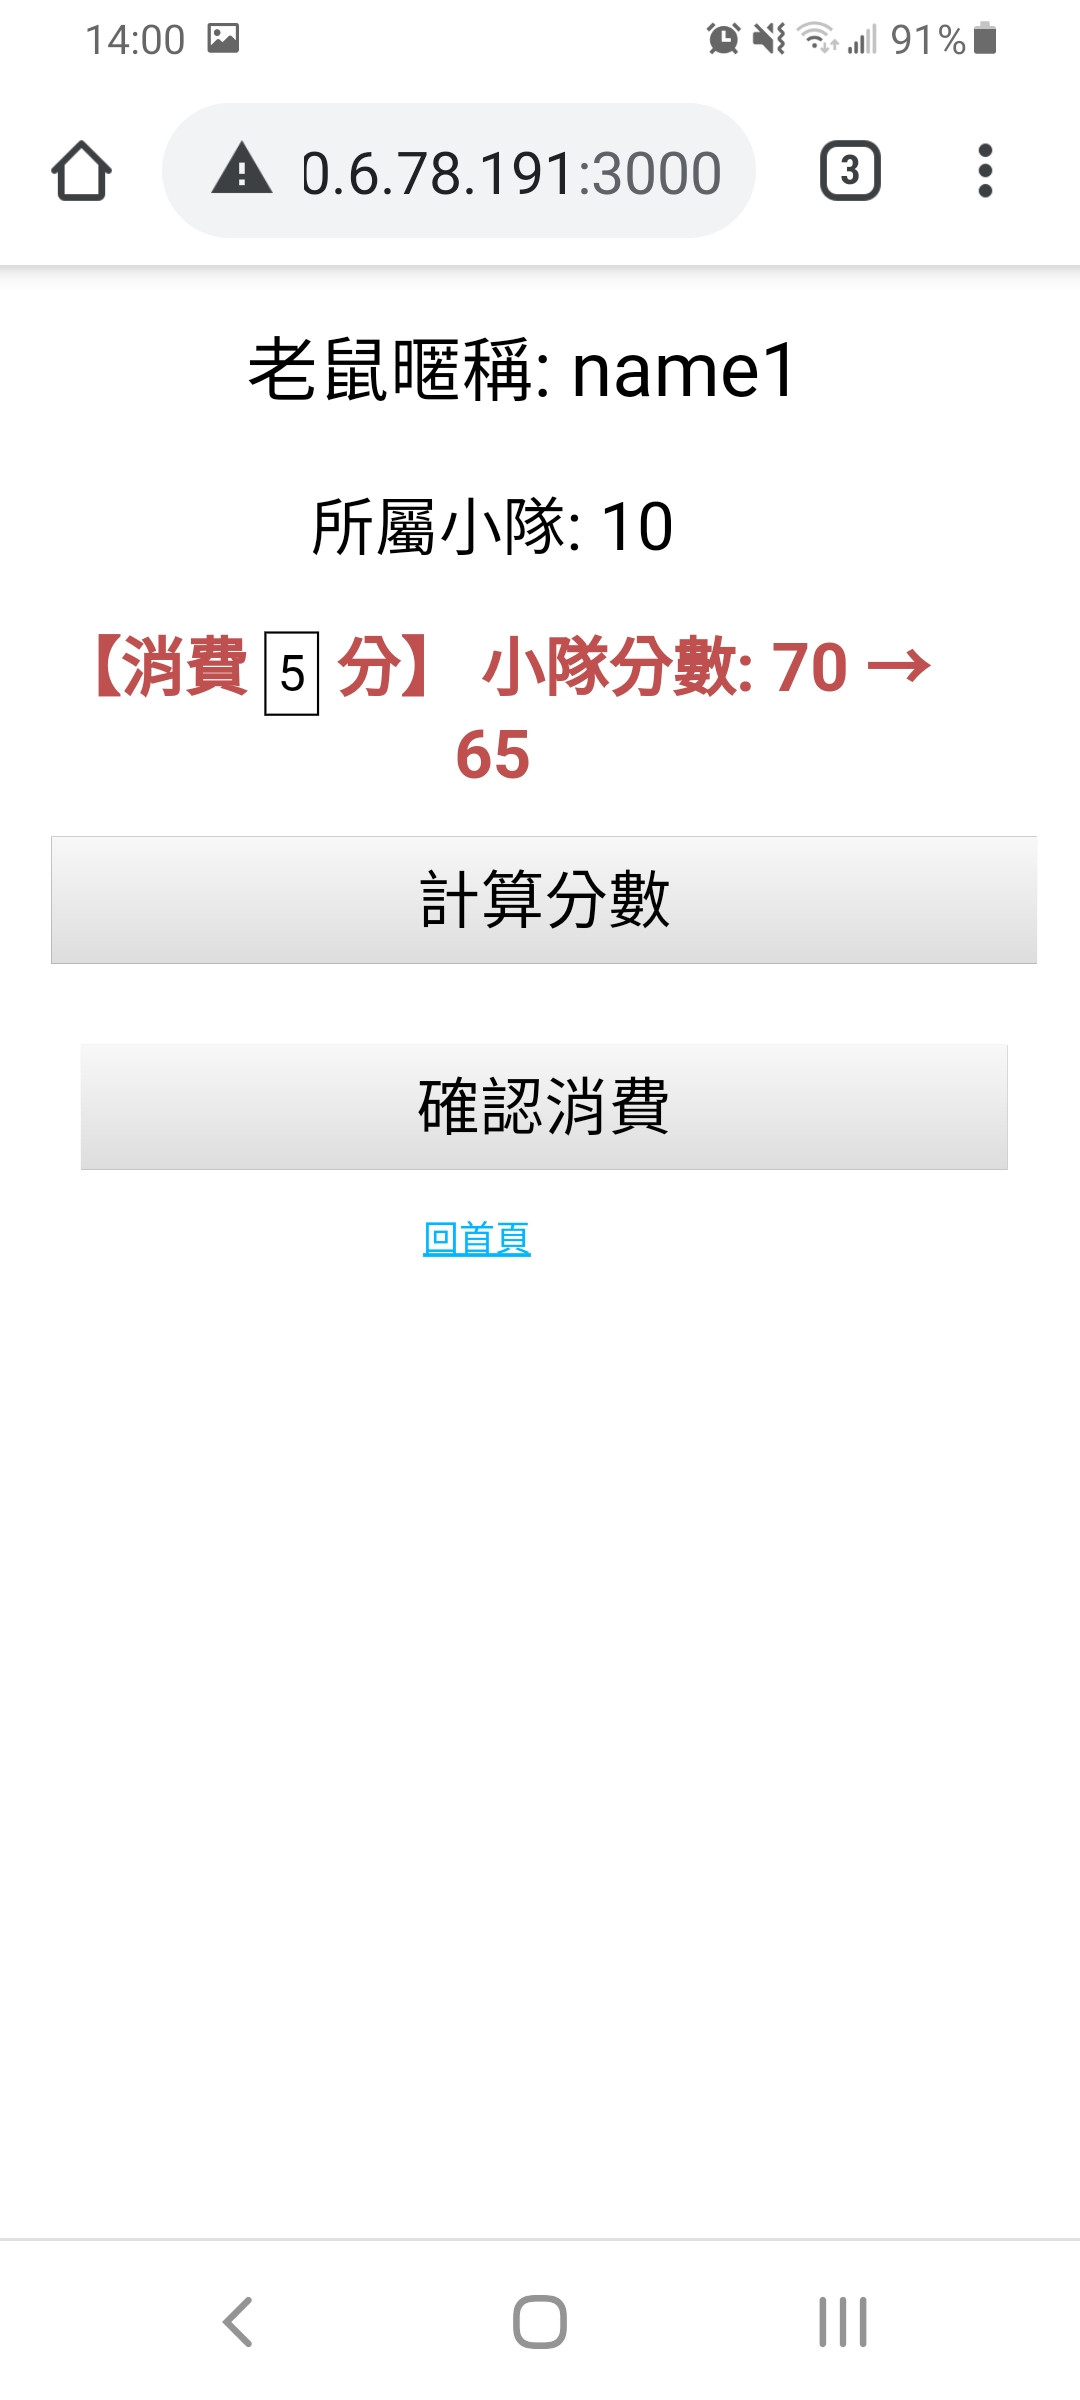 14:00 91%
0.6.78.191:3000 3
老鼠暱稱: name1
所屬小隊: 10
【消費 5 分】 小隊分數: 70 →
65
計算分數
確認消費
回首頁